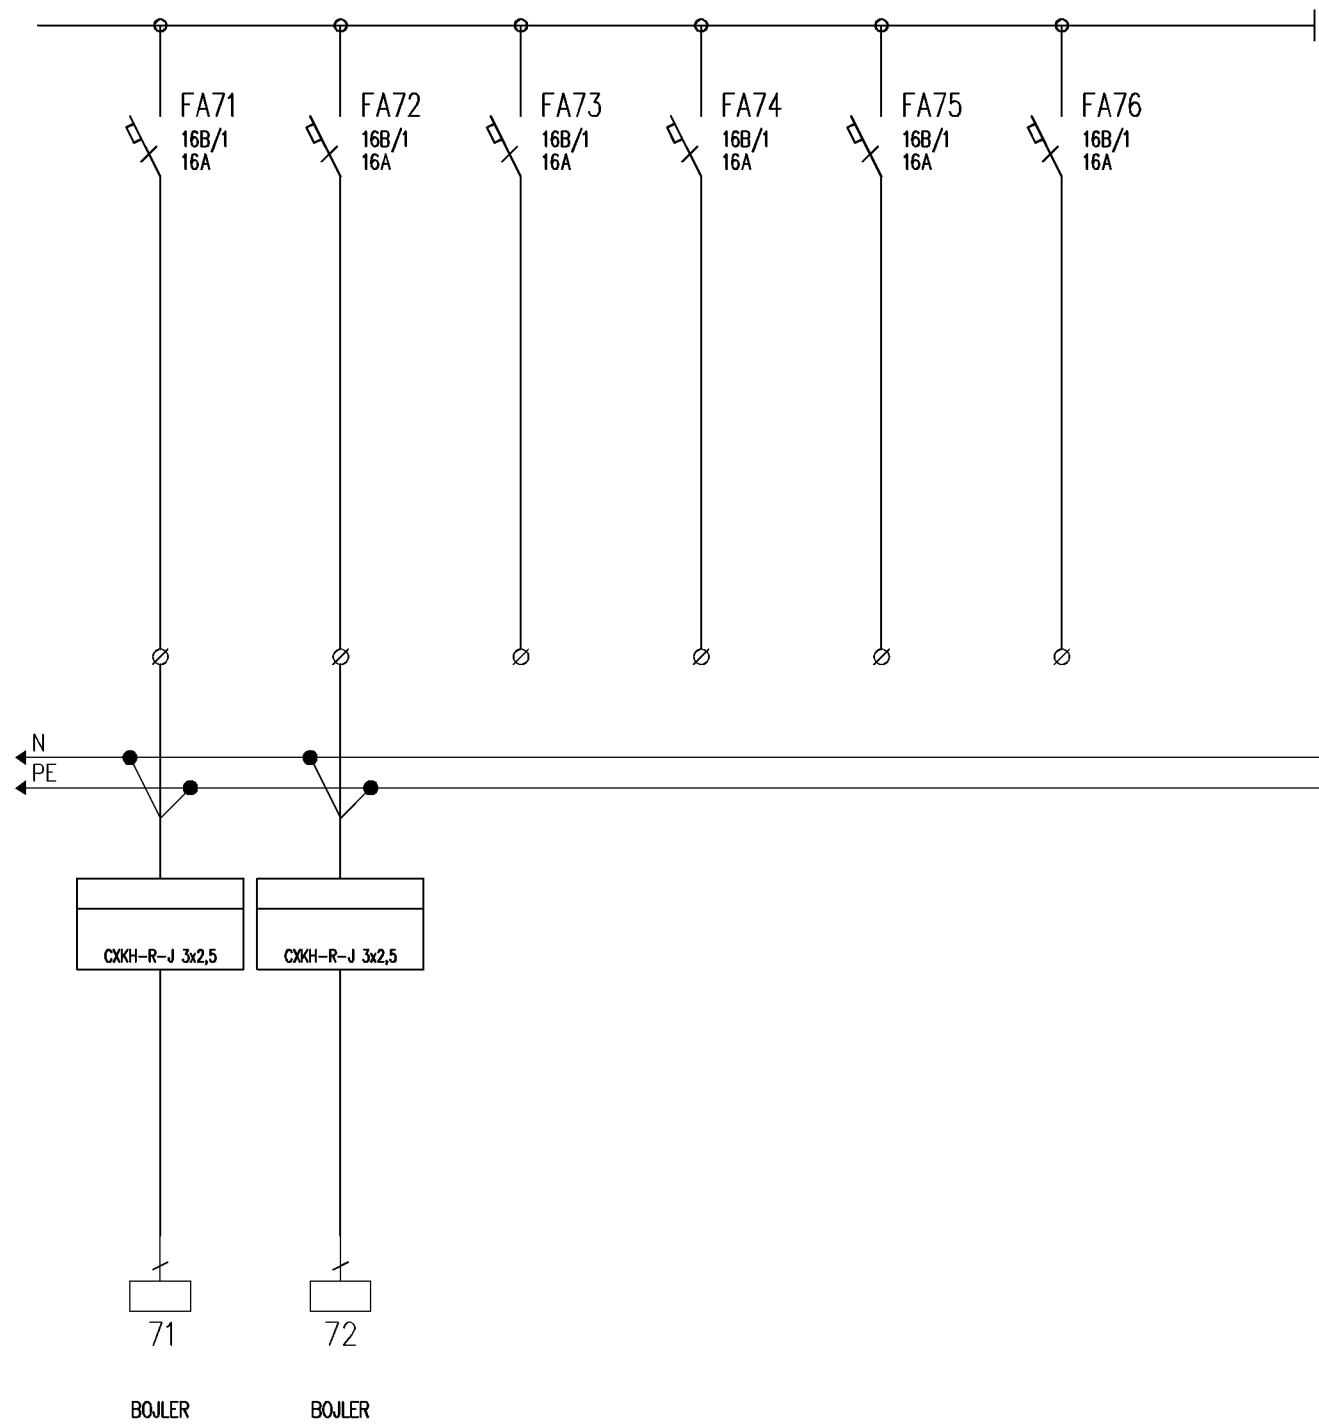 FA71
16B/1
16A
FA72
16B/1
16A
FA73
16B/1
16A
FA74
16B/1
16A
FA75
16B/1
16A
FA76
16B/1
16A
N
PE
CXKH-R-J 3x2,5
CXKH-R-J 3x2,5
71
72
BOJLER
BOJLER